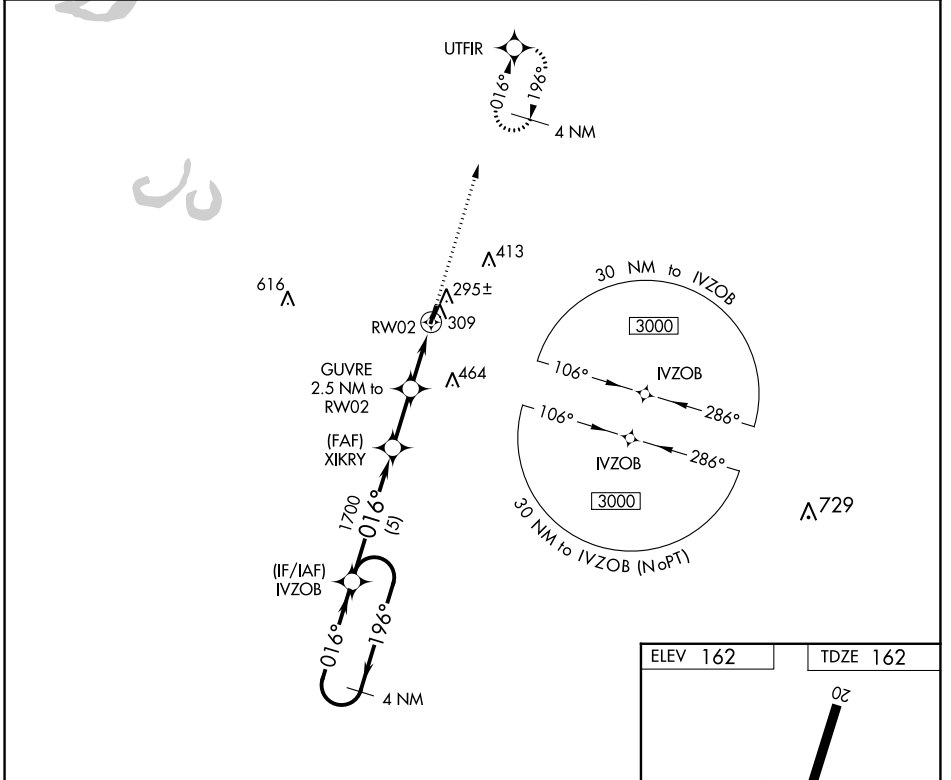 UTFIR
016°
196°
4 NM
413
616
295±
RW02
309
GUVRE
2.5 NM to
RW02
464
(FAF)
XIKRY
1700
016°
(5)
(IF/IAF)
IVZOB
016°
196°
4 NM
30 NM to IVZOB
3000
106°
IVZOB
286°
106°
IVZOB
286°
3000
30 NM to IVZOB (NoPT)
729
ELEV 162
TDZE 162
20